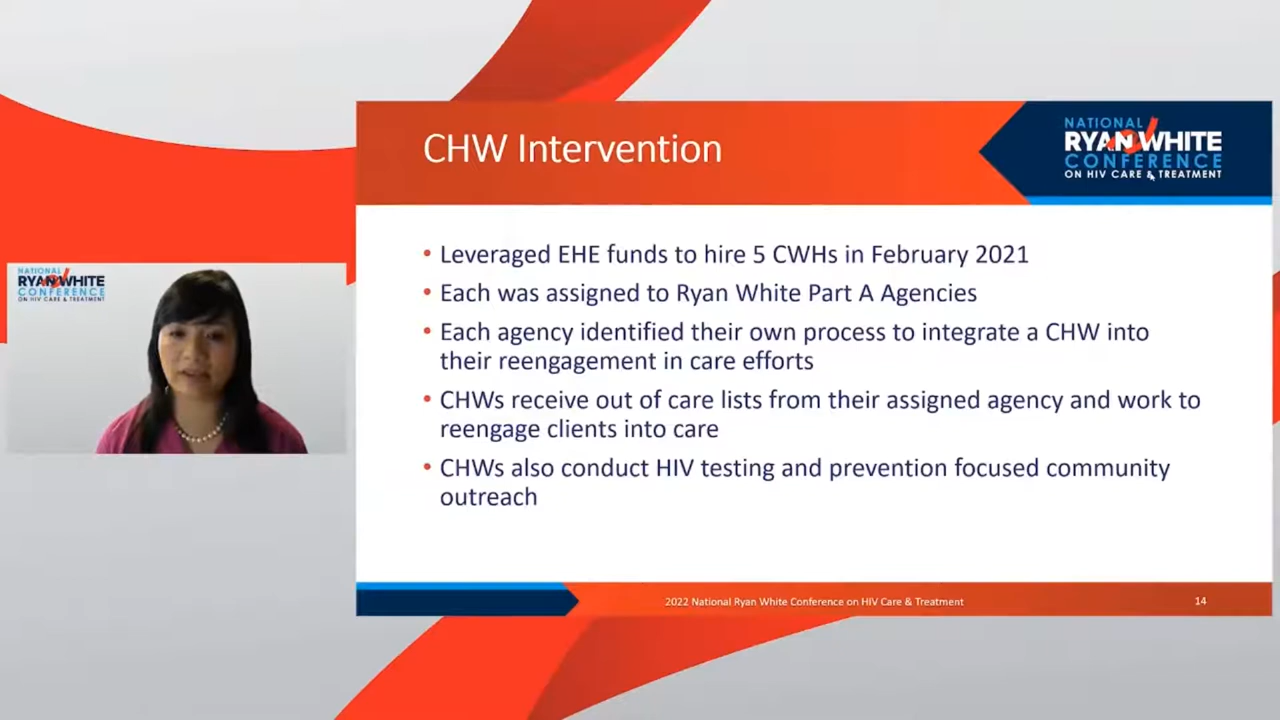 CHW Intervention
NATIONAL
RYAN WHITE
CONFERENCE
ON HIV CARE & TREATMENT
• Leveraged EHE funds to hire 5 CWHs in February 2021
• Each was assigned to Ryan White Part A Agencies
• Each agency identified their own process to integrate a CHW into
their reengagement in care efforts
• CHWs receive out of care lists from their assigned agency and work to
reengage clients into care
• CHWs also conduct HIV testing and prevention focused community
outreach
2022 National Ryan White Conference on HIV Care & Treatment
14
NATIONAL
RYAN WHITE
CONFERENCE
ON HIV CARE & TREATMENT